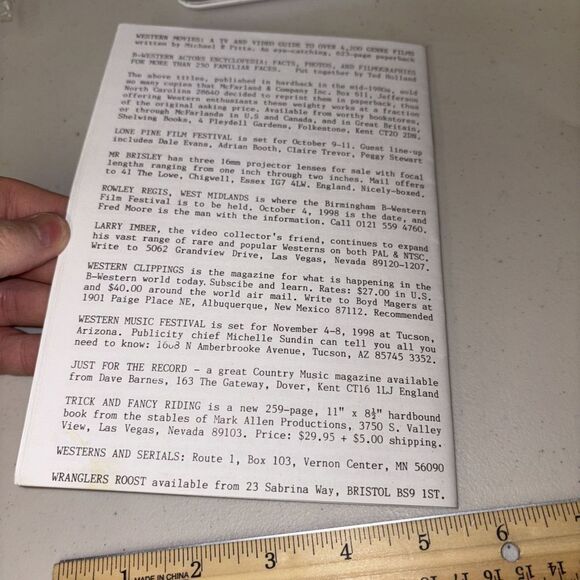 WESTERN MOVIES: A TV AND VIDEO GUIDE TO OVER 4,200 GENRE FILMS
written by Michael R Pitts. An eye-catching, 623-page paperback
B-WESTERN ACTORS ENCYCLOPEDIA: FACTS, PHOTOS, AND FILMOGRAPHIES
FOR MORE THAN 250 FAMILIAR FACES. Put together by Ted Holland
The above titles, published in hardback in the mid-1980s, sold
so many copies that McFarland & Company Inc. Box 611, Jefferson
North Carolina 28640 decided to reprint them in paperback, thus
offering Western enthusiasts these weighty works at a fraction
of the original asking price. Available from worthy bookstores,
or through McFarlands in U.S and Canada, and in Great Britain,
Shelwing Books, 4 Pleydell Gardens, Folkestone, Kent CT20 2DN.
LONE PINE FILM FESTIVAL is set for October 9-11. Guest line-up
includes Dale Evans, Adrian Booth, Claire Trevor, Peggy Stewart
MR BRISLEY has three 16mm projector lenses for sale with focal
lengths ranging from one inch through two inches. Mail offers
to 41 The Lowe, Chigwell, Essex IG7 4LW. England. Nicely-boxed.
ROWLEY REGIS, WEST MIDLANDS is where the Birmingham B-Western
Film Festival is to be held. October 4, 1998 is the date, and
Fred Moore is the man with the information. Call 0121 559 4760.
LARRY IMBER, the video collector's friend, continues to expand
his vast range of rare and popular Westerns on both PAL & NTSC.
Write to 5062 Grandview Drive, Las Vegas, Nevada 89120-1207.
WESTERN CLIPPINGS is the magazine for what is happening in the
B-Western world today. Subscibe and learn. Rates: $27.00 in U.S.
and $40.00 around the world air mail. Write to Boyd Magers at
1901 Paige Place NE, Albuquerque, New Mexico 87112. Recommended
WESTERN MUSIC FESTIVAL is set for November 4-8, 1998 at Tucson,
Arizona. Publicity chief Michelle Sundin can tell you all you
need to know: 1668 N Amberbrooke Avenue, Tucson, AZ 85745 3352.
JUST FOR THE RECORD - a great Country Music magazine available
from Dave Barnes, 163 The Gateway, Dover, Kent CT16 1LJ England
TRICK AND FANCY RIDING is a new 259-page, 11" x 8½" hardbound
book from the stables of Mark Allen Productions, 3750 S. Valley
View, Las Vegas, Nevada 89103. Price: $29.95 + $5.00 shipping.
WESTERNS AND SERIALS: Route 1, Box 103, Vernon Center, MN 56090
WRANGLERS ROOST available from 23 Sabrina Way, BRISTOL BS9 1ST.
1 MADE IN CHINA 2 3 4 5 6
16 15 14